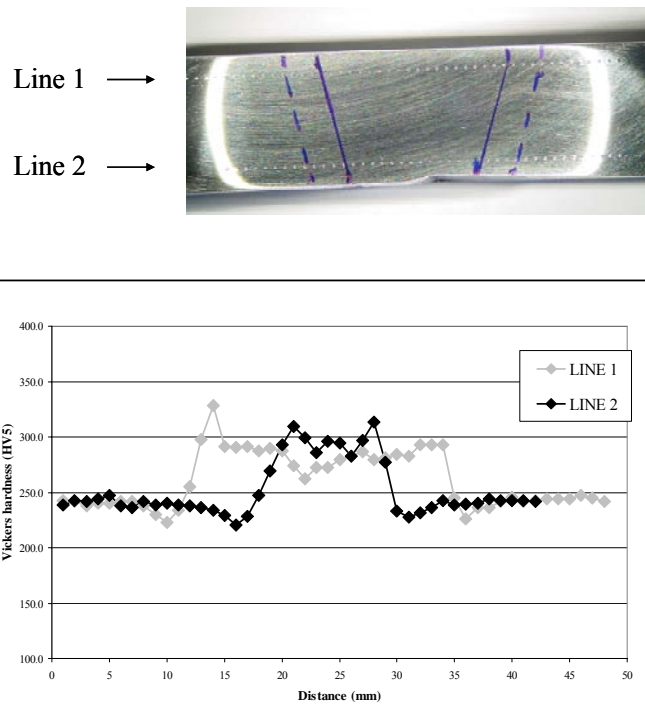 Line 1
Line 2
400.0
350.0
300.0
250.0
200.0
150.0
100.0
Vickers hardness (HV5)
LINE 1
LINE 2
0 5 10 15 20 25 30 35 40 45 50
Distance (mm)